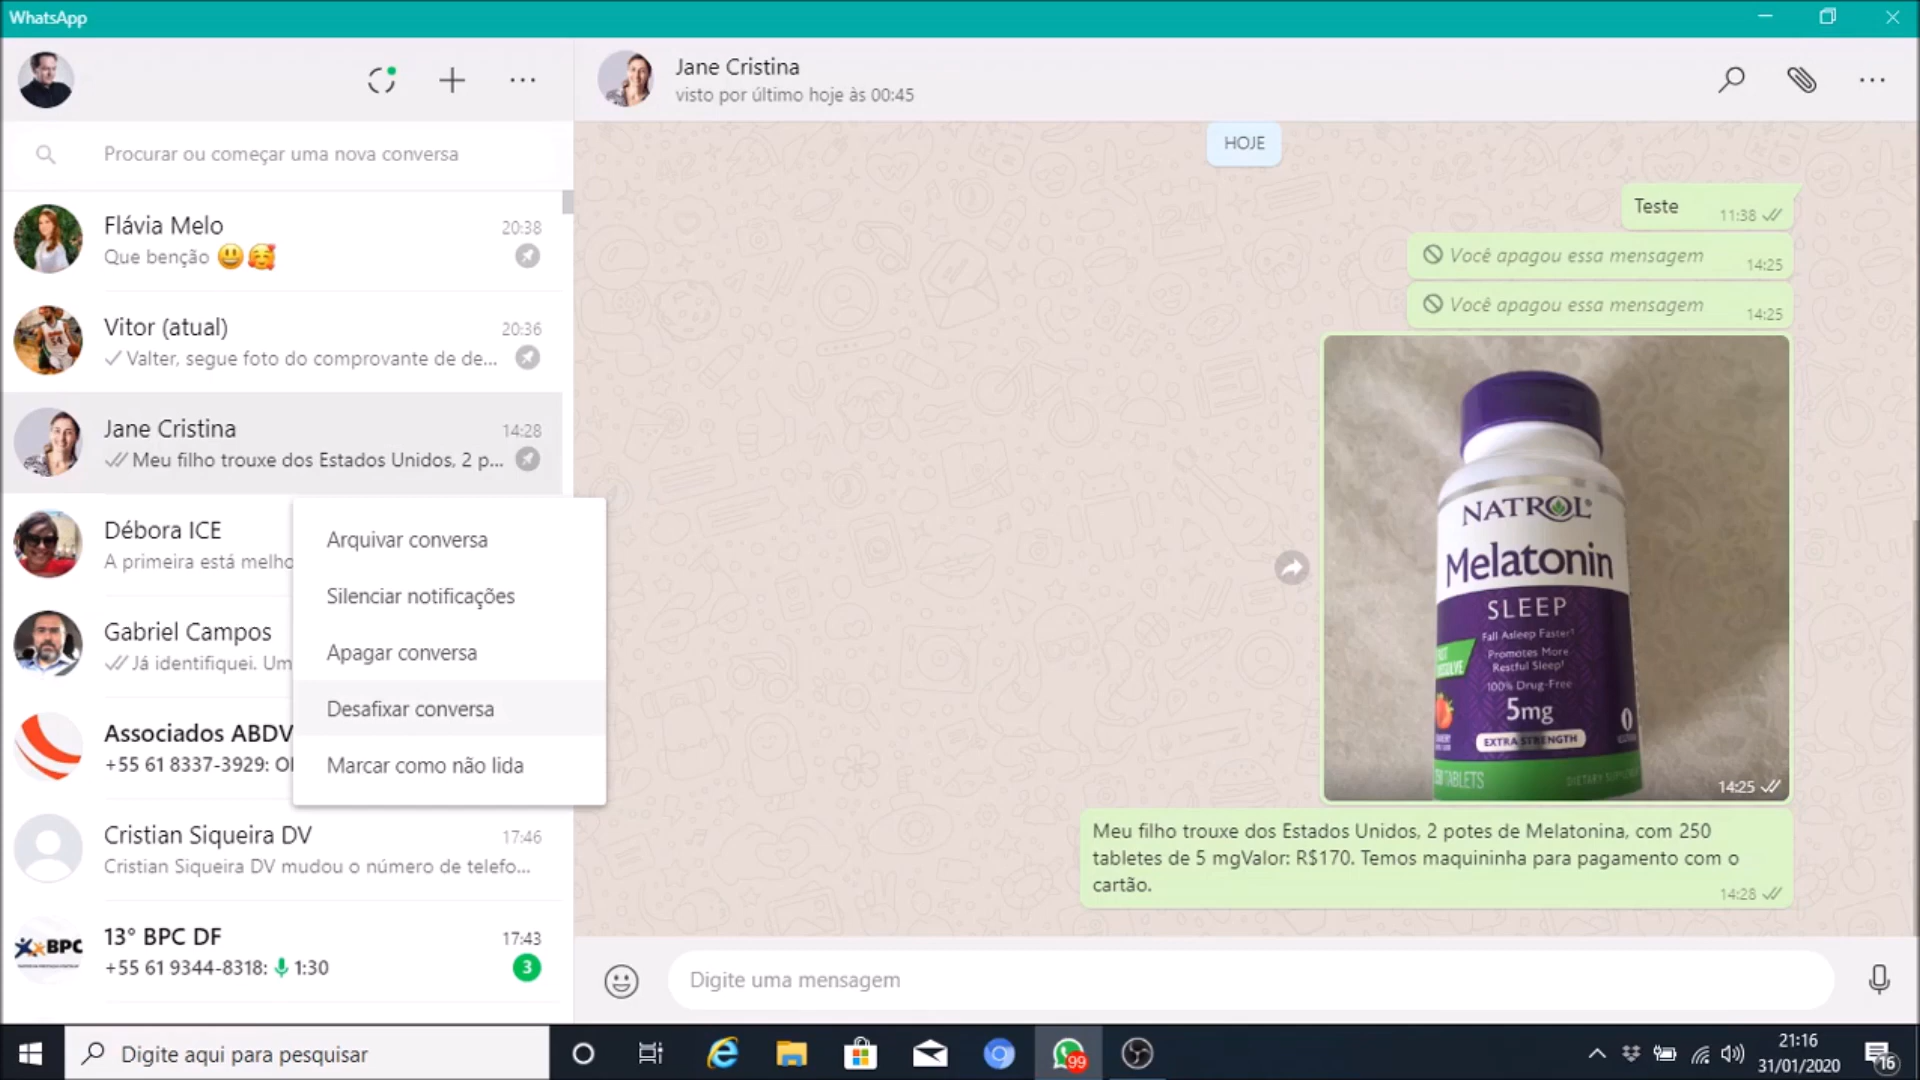 WhatsApp
Procurar ou começar uma nova conversa
Flávia Melo
20:38
Que benção 😃🥰
Vitor (atual)
20:36
Valter, segue foto do comprovante de de...
Jane Cristina
14:28
Meu filho trouxe dos Estados Unidos, 2 p...
Débora ICE
A primeira está melho
Gabriel Campos
Já identifiquei. Um
Associados ABDV
+55 61 8337-3929: Ol
Cristian Siqueira DV
17:46
Cristian Siqueira DV mudou o número de telefo...
13° BPC DF
17:43
+55 61 9344-8318: 1:30
3
BPC
Arquivar conversa
Silenciar notificações
Apagar conversa
Desafixar conversa
Marcar como não lida
Jane Cristina
visto por último hoje às 00:45
HOJE
Teste
11:38
Você apagou essa mensagem
14:25
Você apagou essa mensagem
14:25
NATROL®
Melatonin
SLEEP
Fall Asleep Faster†
Promotes More
Restful Sleep!
100% Drug-Free
5mg
EXTRA STRENGTH
TABLETS
DIETARY
14:25
Meu filho trouxe dos Estados Unidos, 2 potes de Melatonina, com 250
tabletes de 5 mgValor: R$170. Temos maquininha para pagamento com o
cartão.
14:28
Digite uma mensagem
Digite aqui para pesquisar
99
21:16
31/01/2020
16